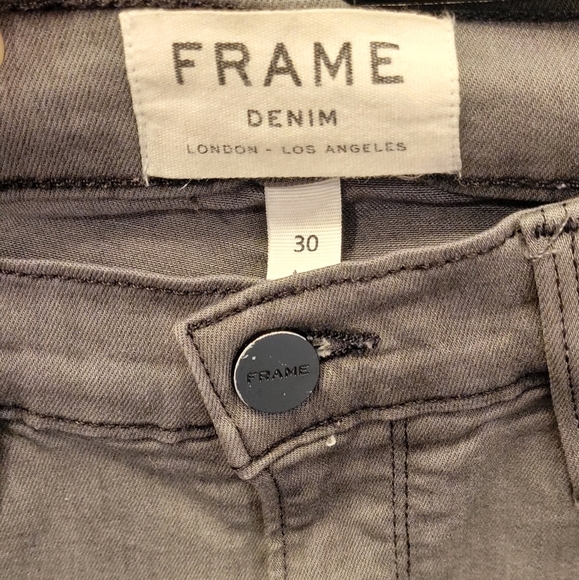 FRAME
DENIM
LONDON - LOS ANGELES
30
FRAME